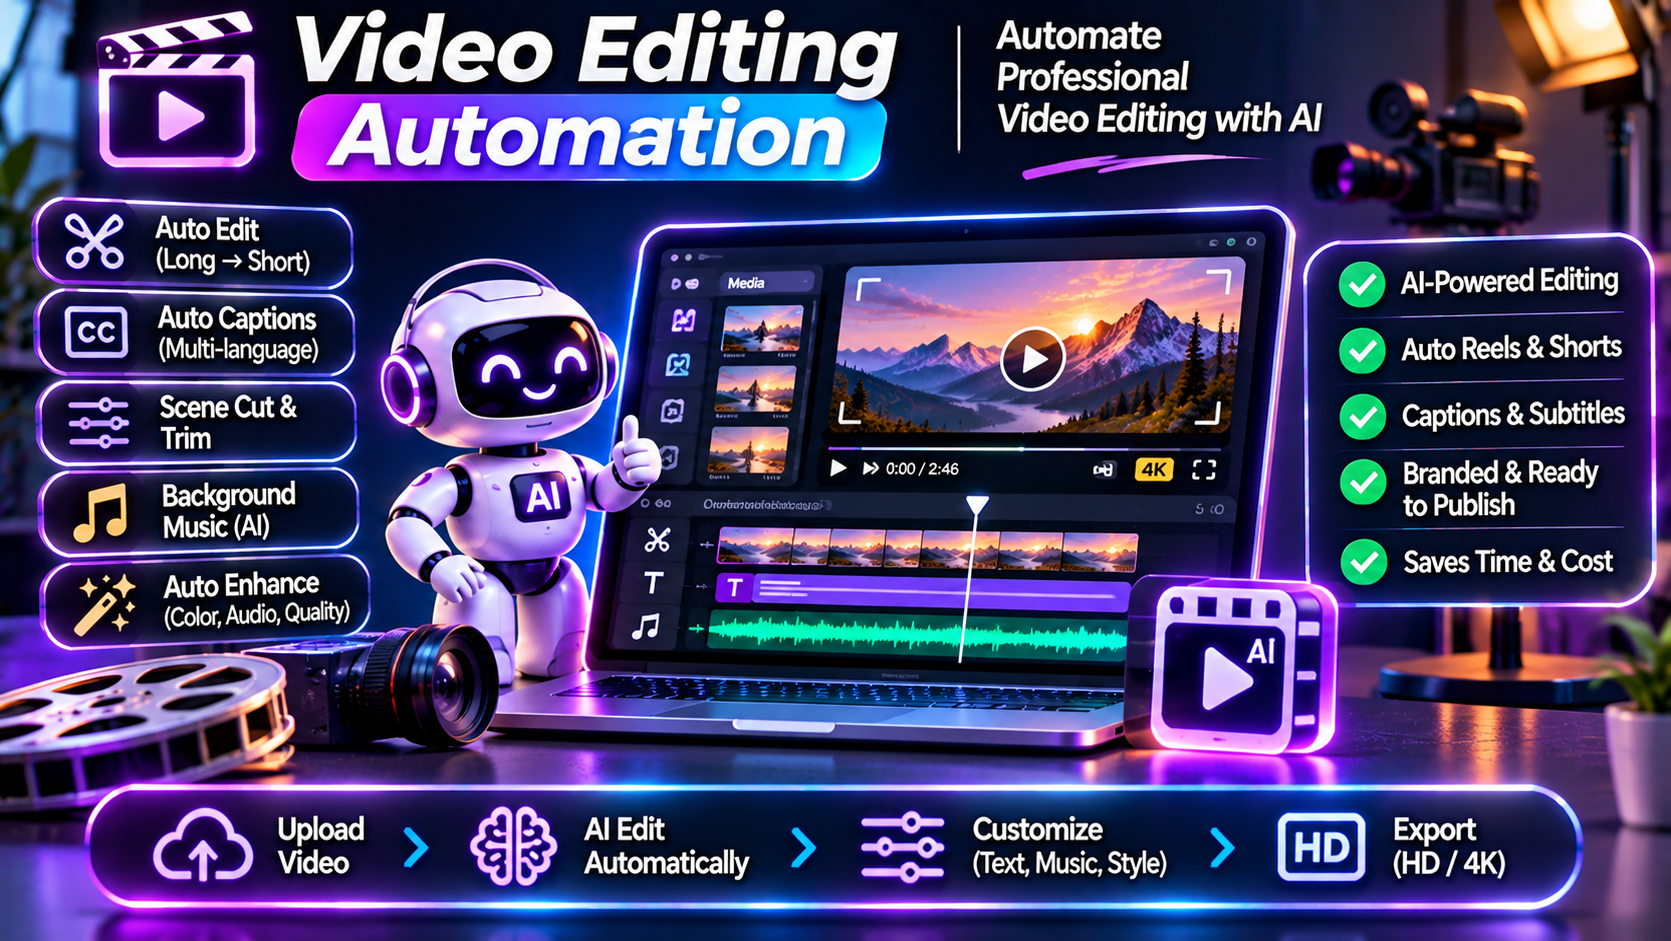 Video Editing
Automation
Automate
Professional
Video Editing with AI
Auto Edit
(Long → Short)
CC
Auto Captions
(Multi-language)
Scene Cut &
Trim
Background
Music (AI)
Auto Enhance
(Color, Audio, Quality)
AI
Media
0:00 / 2:46
4K
T
T
AI-Powered Editing
Auto Reels & Shorts
Captions & Subtitles
Branded & Ready
to Publish
Saves Time & Cost
AI
Upload
Video
AI Edit
Automatically
Customize
(Text, Music, Style)
HD
Export
(HD / 4K)